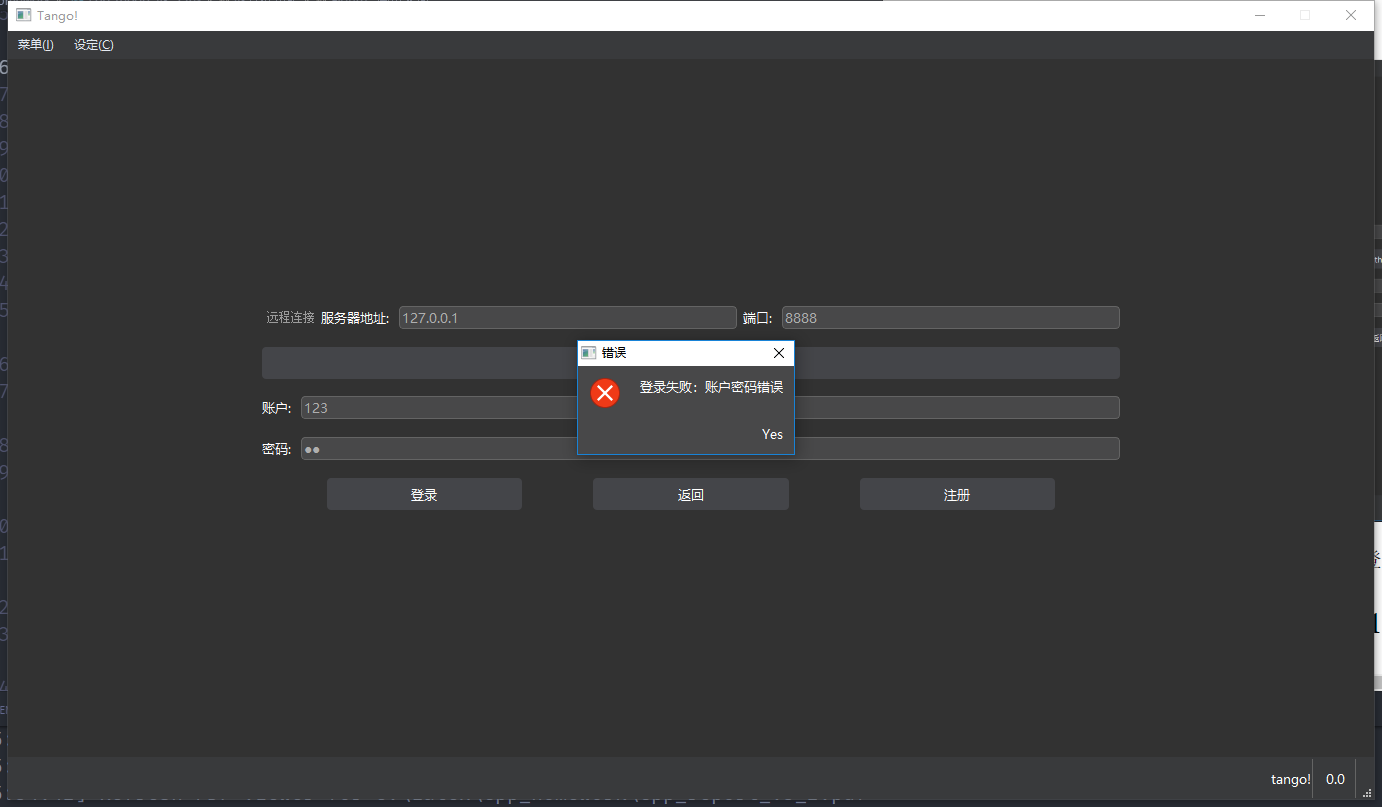 Tango!
菜单(I) 设定(C)
远程连接 服务器地址: 127.0.0.1 端口: 8888
错误
登录失败：账户密码错误
Yes
账户: 123
密码: ●●
登录 返回 注册
tango! 0.0